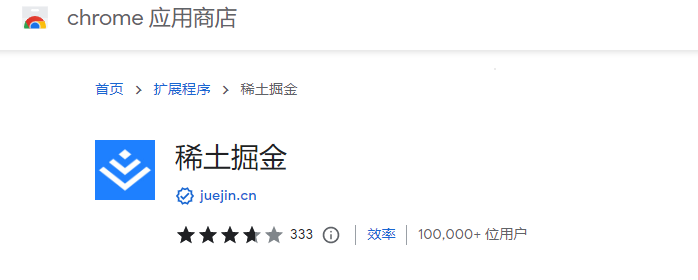 chrome 应用商店
首页 > 扩展程序 > 稀土掘金
稀土掘金
juejin.cn
333 效率 100,000+ 位用户